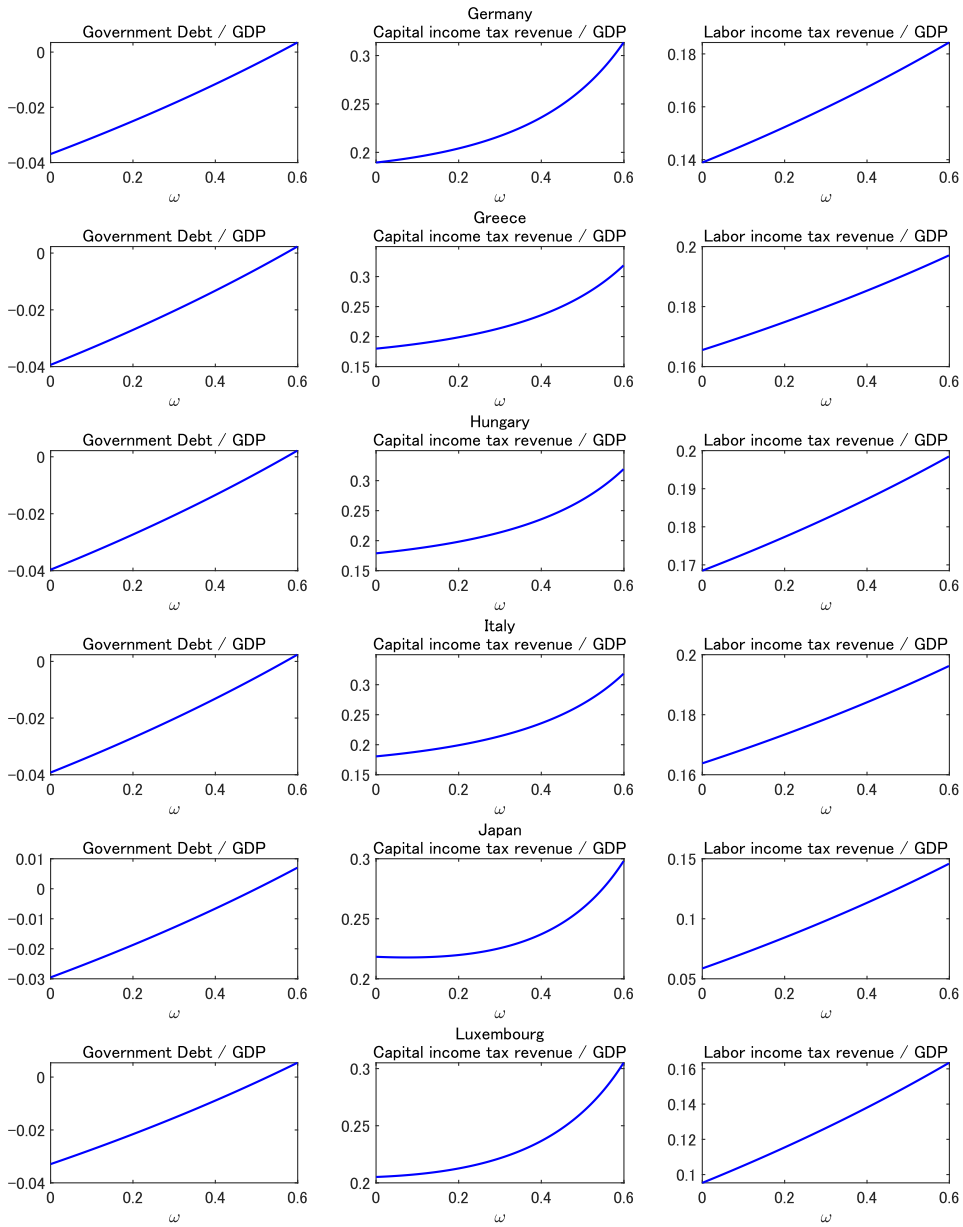 Germany
Government Debt / GDP
Capital income tax revenue / GDP
Labor income tax revenue / GDP
0
−0.02
−0.04
0 0.2 0.4 0.6
ω
0.3
0.25
0.2
0 0.2 0.4 0.6
ω
0.18
0.16
0.14
0 0.2 0.4 0.6
ω
Greece
Government Debt / GDP
Capital income tax revenue / GDP
Labor income tax revenue / GDP
0
−0.02
−0.04
0 0.2 0.4 0.6
ω
0.3
0.25
0.2
0.15
0 0.2 0.4 0.6
ω
0.2
0.18
0.16
0 0.2 0.4 0.6
ω
Hungary
Government Debt / GDP
Capital income tax revenue / GDP
Labor income tax revenue / GDP
0
−0.02
−0.04
0 0.2 0.4 0.6
ω
0.3
0.25
0.2
0.15
0 0.2 0.4 0.6
ω
0.2
0.19
0.18
0.17
0 0.2 0.4 0.6
ω
Italy
Government Debt / GDP
Capital income tax revenue / GDP
Labor income tax revenue / GDP
0
−0.02
−0.04
0 0.2 0.4 0.6
ω
0.3
0.25
0.2
0.15
0 0.2 0.4 0.6
ω
0.2
0.18
0.16
0 0.2 0.4 0.6
ω
Japan
Government Debt / GDP
Capital income tax revenue / GDP
Labor income tax revenue / GDP
0.01
0
−0.01
−0.02
−0.03
0 0.2 0.4 0.6
ω
0.3
0.25
0.2
0 0.2 0.4 0.6
ω
0.15
0.1
0.05
0 0.2 0.4 0.6
ω
Luxembourg
Government Debt / GDP
Capital income tax revenue / GDP
Labor income tax revenue / GDP
0
−0.02
−0.04
0 0.2 0.4 0.6
ω
0.3
0.25
0.2
0 0.2 0.4 0.6
ω
0.16
0.14
0.12
0.1
0 0.2 0.4 0.6
ω